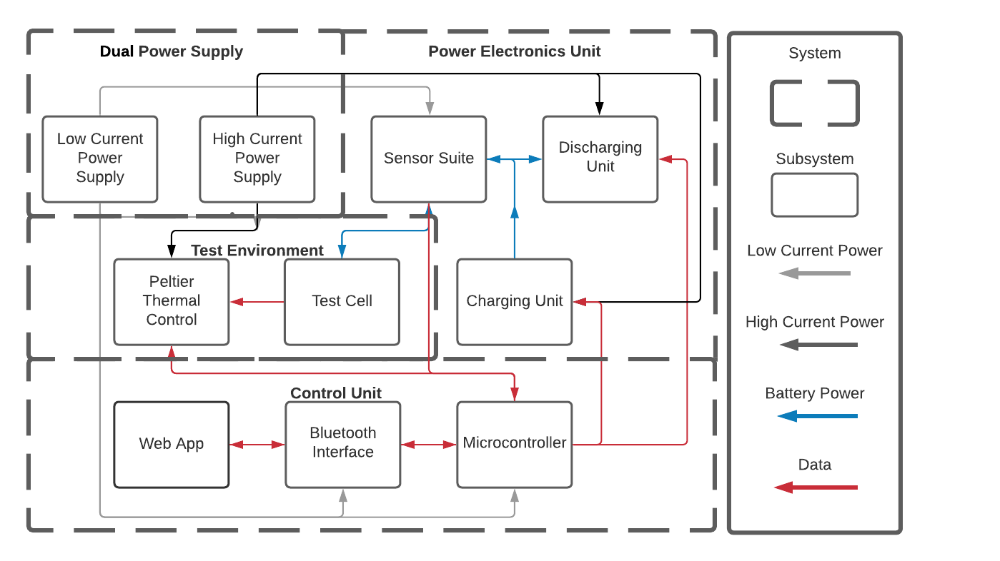 Dual Power Supply
Power Electronics Unit
Low Current
Power
Supply
High Current
Power
Supply
Sensor Suite
Discharging
Unit
Test Environment
Peltier
Thermal
Control
Test Cell
Charging Unit
Control Unit
Web App
Bluetooth
Interface
Microcontroller
System
Subsystem
Low Current Power
High Current Power
Battery Power
Data